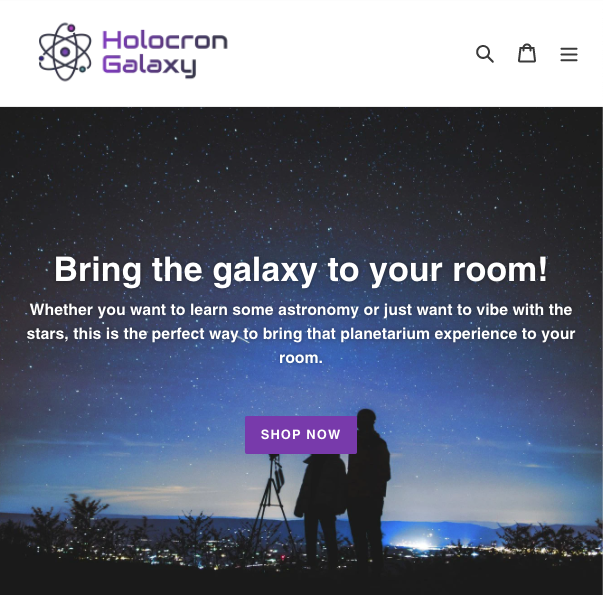 Holocron
Galaxy
Bring the galaxy to your room!
Whether you want to learn some astronomy or just want to vibe with the
stars, this is the perfect way to bring that planetarium experience to your
room.
SHOP NOW